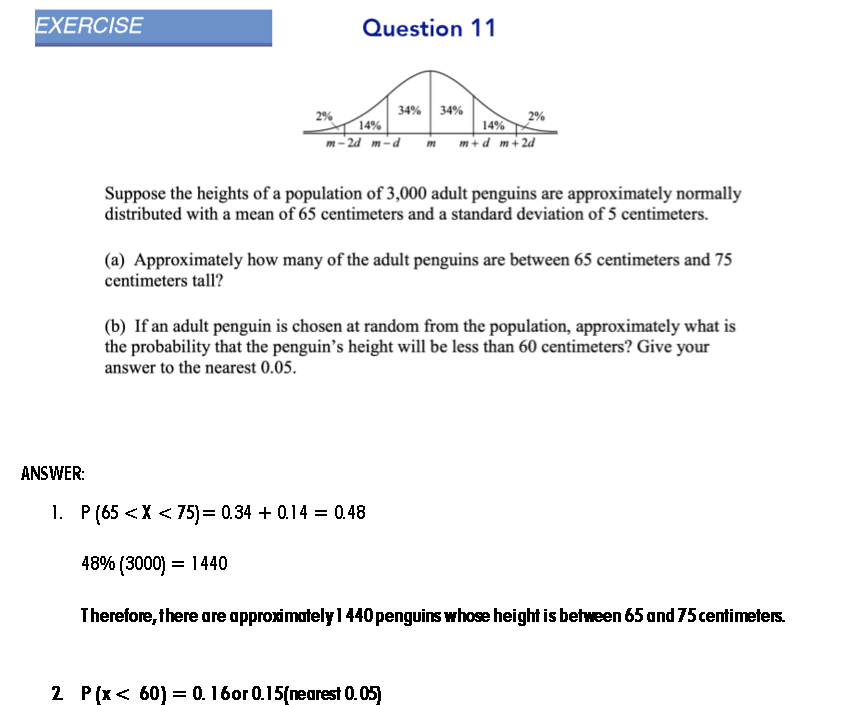 EXERCISE
Question 11
2%
34% 34%
2%
14%
14%
m – 2d m – d m m + d m + 2d
Suppose the heights of a population of 3,000 adult penguins are approximately normally
distributed with a mean of 65 centimeters and a standard deviation of 5 centimeters.
(a) Approximately how many of the adult penguins are between 65 centimeters and 75
centimeters tall?
(b) If an adult penguin is chosen at random from the population, approximately what is
the probability that the penguin's height will be less than 60 centimeters? Give your
answer to the nearest 0.05.
ANSWER:
1. P (65 < X < 75)= 0.34 + 0.14 = 0.48
48% (3000) = 1440
Therefore, there are approximately 1440 penguins whose height is between 65 and 75 centimeters.
2 P (x < 60) = 0. 16 or 0.15(nearest 0.05)